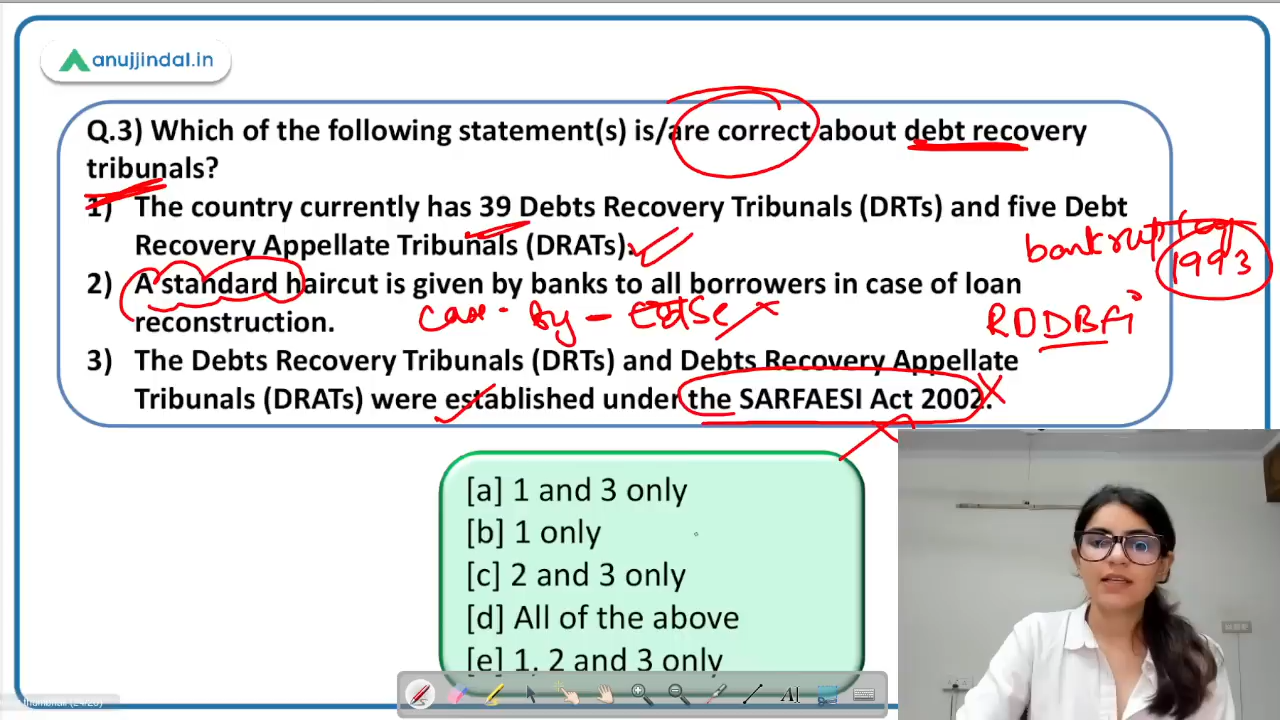 anujjindal.in
Q.3) Which of the following statement(s) is/are correct about debt recovery
tribunals?
1) The country currently has 39 Debts Recovery Tribunals (DRTs) and five Debt
Recovery Appellate Tribunals (DRATs).
bankruptcy
1993
2) A standard haircut is given by banks to all borrowers in case of loan
reconstruction.
case - by -
RDDBFI
3) The Debts Recovery Tribunals (DRTs) and Debts Recovery Appellate
Tribunals (DRATs) were established under the SARFAESI Act 2002.
[a] 1 and 3 only
[b] 1 only
[c] 2 and 3 only
[d] All of the above
[e] 1, 2 and 3 only